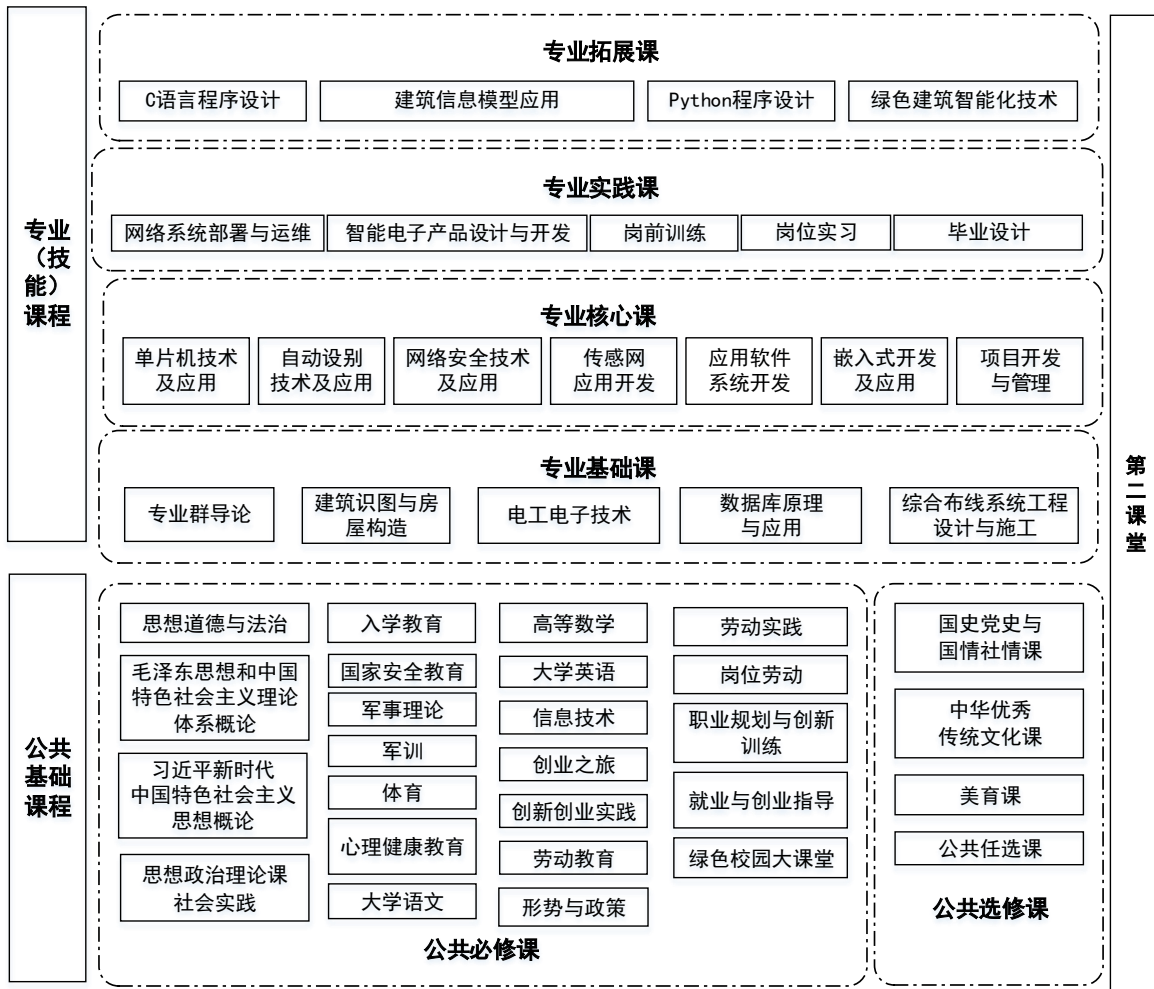 专业
（技
能）
课程
专业拓展课
C语言程序设计
建筑信息模型应用
Python程序设计
绿色建筑智能化技术
专业实践课
网络系统部署与运维
智能电子产品设计与开发
岗前训练
岗位实习
毕业设计
专业核心课
单片机技术
及应用
自动设别
技术及应用
网络安全技术
及应用
传感网
应用开发
应用软件
系统开发
嵌入式开发
及应用
项目开发
与管理
专业基础课
专业群导论
建筑识图与房
屋构造
电工电子技术
数据库原理
与应用
综合布线系统工程
设计与施工
公共
基础
课程
思想道德与法治
毛泽东思想和中国
特色社会主义理论
体系概论
习近平新时代
中国特色社会主义
思想概论
思想政治理论课
社会实践
入学教育
国家安全教育
军事理论
军训
体育
心理健康教育
大学语文
高等数学
大学英语
信息技术
创业之旅
创新创业实践
劳动教育
形势与政策
劳动实践
岗位劳动
职业规划与创新
训练
就业与创业指导
绿色校园大课堂
公共必修课
国史党史与
国情社情课
中华优秀
传统文化课
美育课
公共任选课
公共选修课
第
二
课
堂